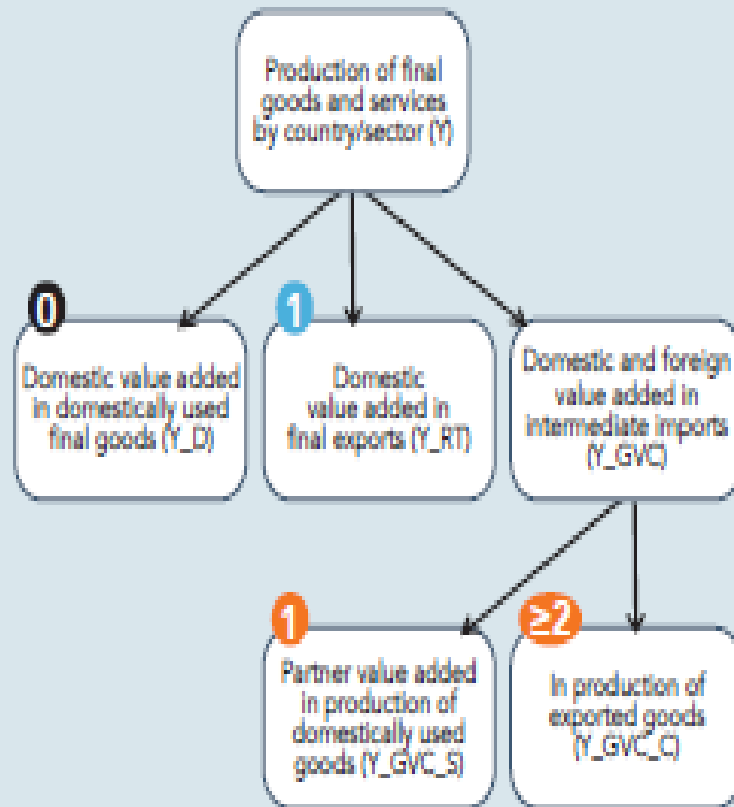 Production of final
goods and services
by country/sector (Y)
0
Domestic value added
in domestically used
final goods (Y_D)
1
Domestic
value added in
final exports (Y_RT)
Domestic and foreign
value added in
intermediate imports
(Y_GVC)
1
Partner value added
in production of
domestically used
goods (Y_GVC_S)
≥2
In production of
exported goods
(Y_GVC_C)